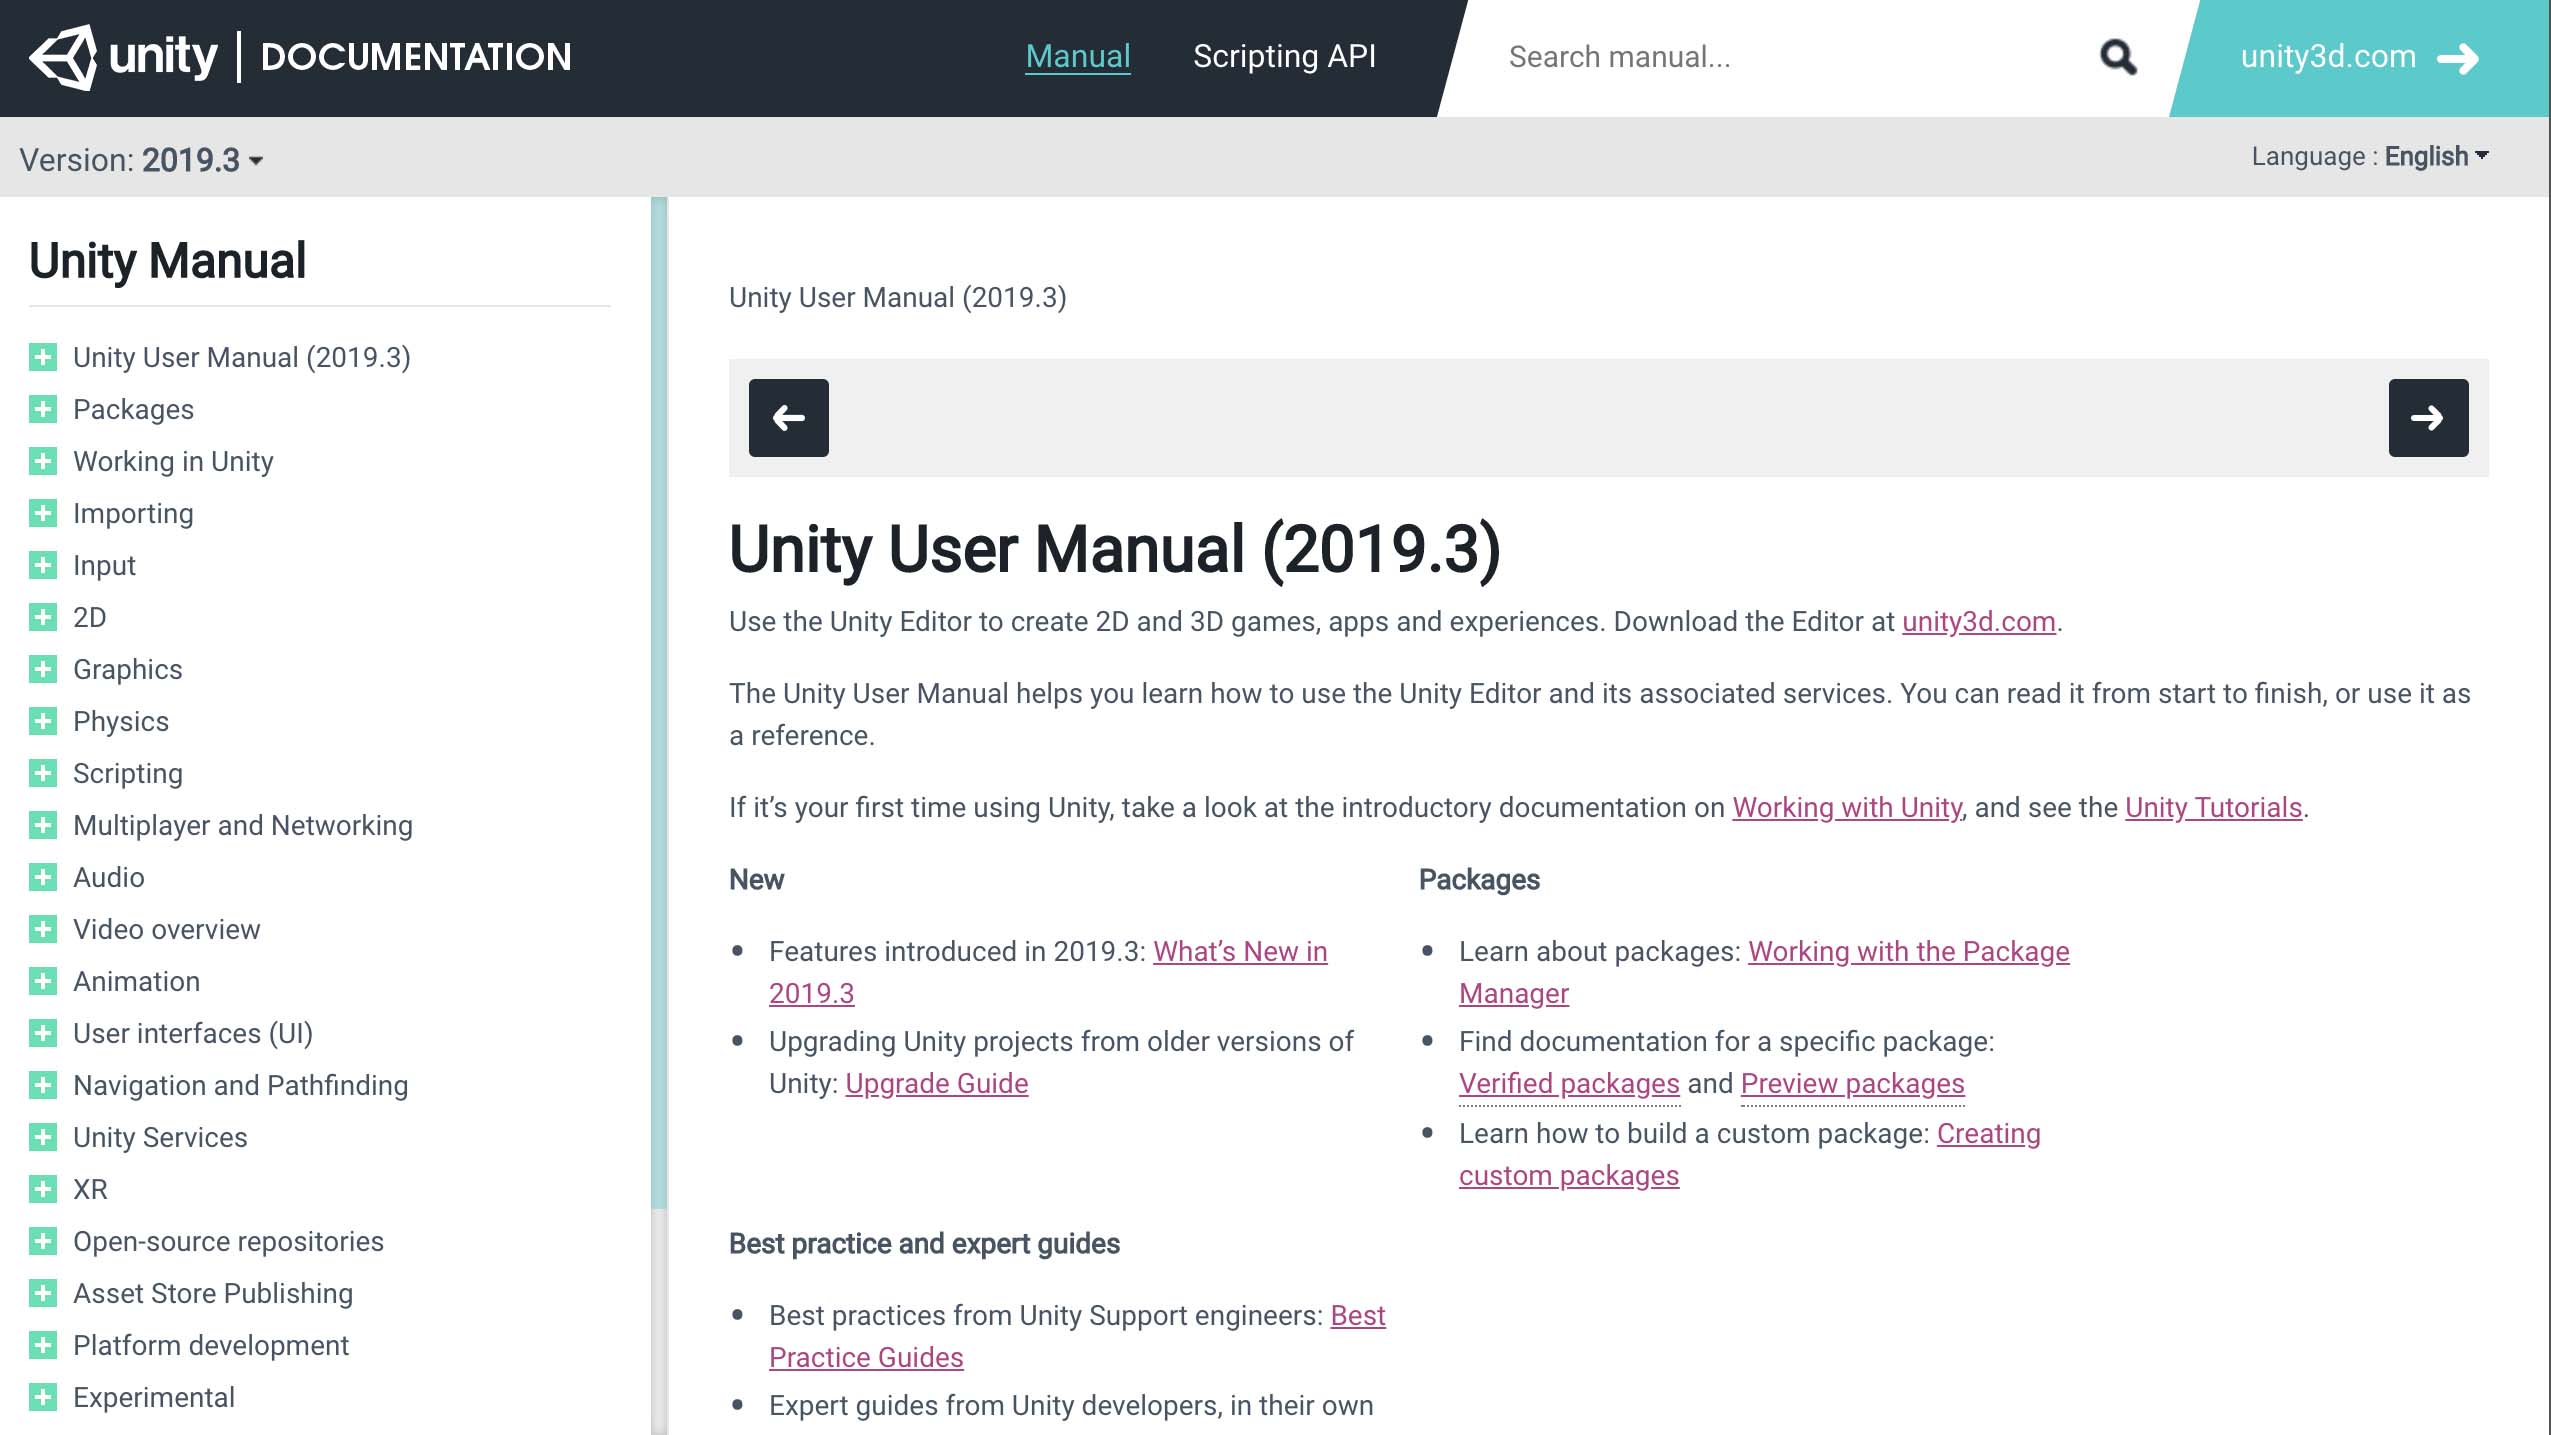 unity | DOCUMENTATION
Manual
Scripting API
Search manual...
unity3d.com
Version: 2019.3
Language : English
Unity Manual
Unity User Manual (2019.3)
Packages
Working in Unity
Importing
Input
2D
Graphics
Physics
Scripting
Multiplayer and Networking
Audio
Video overview
Animation
User interfaces (UI)
Navigation and Pathfinding
Unity Services
XR
Open-source repositories
Asset Store Publishing
Platform development
Experimental
Unity User Manual (2019.3)
Unity User Manual (2019.3)
Use the Unity Editor to create 2D and 3D games, apps and experiences. Download the Editor at unity3d.com.
The Unity User Manual helps you learn how to use the Unity Editor and its associated services. You can read it from start to finish, or use it as
a reference.
If it’s your first time using Unity, take a look at the introductory documentation on Working with Unity, and see the Unity Tutorials.
New
Features introduced in 2019.3: What’s New in
2019.3
Upgrading Unity projects from older versions of
Unity: Upgrade Guide
Packages
Learn about packages: Working with the Package
Manager
Find documentation for a specific package:
Verified packages and Preview packages
Learn how to build a custom package: Creating
custom packages
Best practice and expert guides
Best practices from Unity Support engineers: Best
Practice Guides
Expert guides from Unity developers, in their own